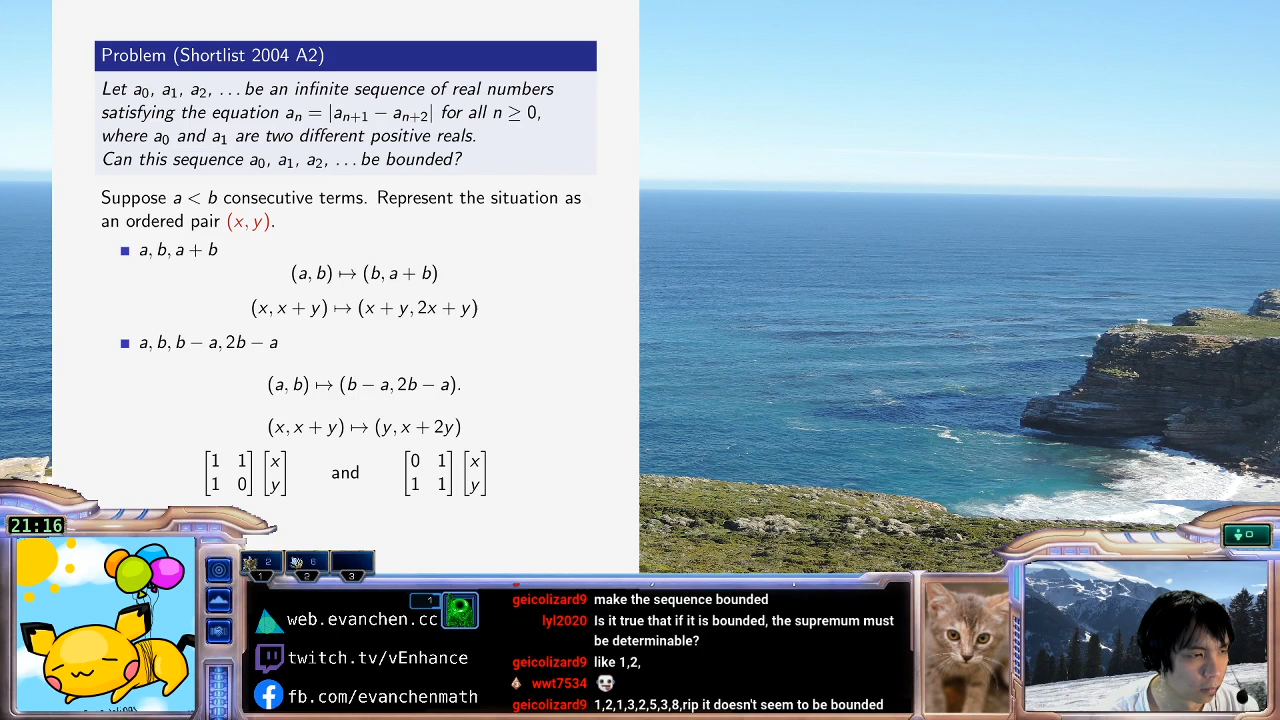 Problem (Shortlist 2004 A2)
Let a₀, a₁, a₂, ... be an infinite sequence of real numbers
satisfying the equation aₙ = |aₙ₊₁ − aₙ₊₂| for all n ≥ 0,
where a₀ and a₁ are two different positive reals.
Can this sequence a₀, a₁, a₂, ... be bounded?
Suppose a < b consecutive terms. Represent the situation as
an ordered pair (x, y).
a, b, a + b
(a, b) ↦ (b, a + b)
(x, x + y) ↦ (x + y, 2x + y)
a, b, b − a, 2b − a
(a, b) ↦ (b − a, 2b − a).
(x, x + y) ↦ (y, x + 2y)
[1 1] [x] and [0 1] [x]
[1 0] [y] [1 1] [y]
21:16
2 6
1 2 3
1
web.evanchen.cc
twitch.tv/vEnhance
fb.com/evanchenmath
geicolizard9 make the sequence bounded
lyl2020 Is it true that if it is bounded, the supremum must
be determinable?
geicolizard9 like 1,2,
wwt7534
geicolizard9 1,2,1,3,2,5,3,8,rip it doesn't seem to be bounded